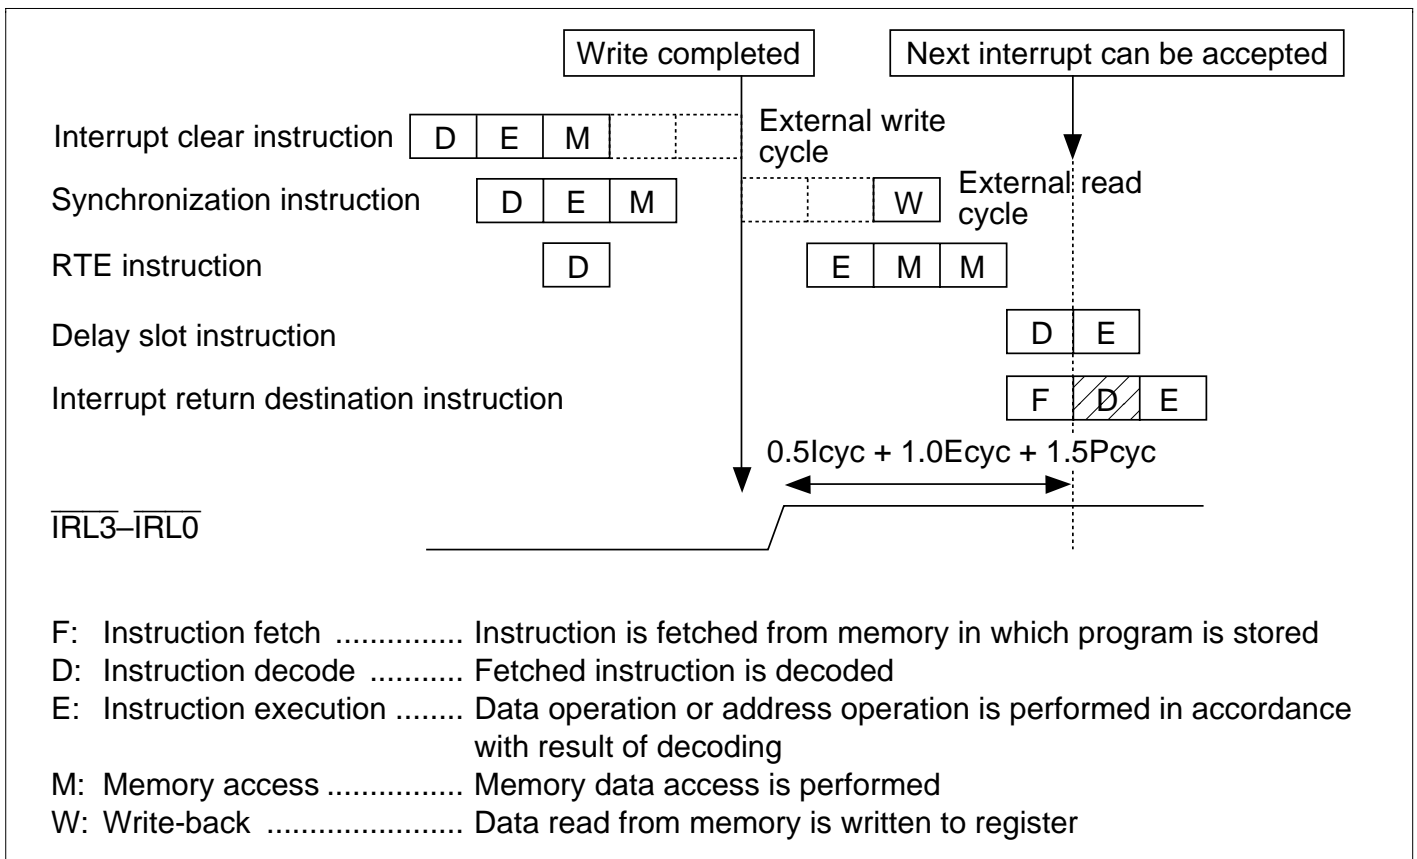 Write completed
Next interrupt can be accepted
Interrupt clear instruction D E M
External write
cycle
Synchronization instruction D E M W
External read
cycle
RTE instruction D E M M
Delay slot instruction D E
Interrupt return destination instruction F D E
0.5Icyc + 1.0Ecyc + 1.5Pcyc
I̅R̅L̅3̅–I̅R̅L̅0̅
F: Instruction fetch ............... Instruction is fetched from memory in which program is stored
D: Instruction decode ........... Fetched instruction is decoded
E: Instruction execution ........ Data operation or address operation is performed in accordance
with result of decoding
M: Memory access ................ Memory data access is performed
W: Write-back ....................... Data read from memory is written to register